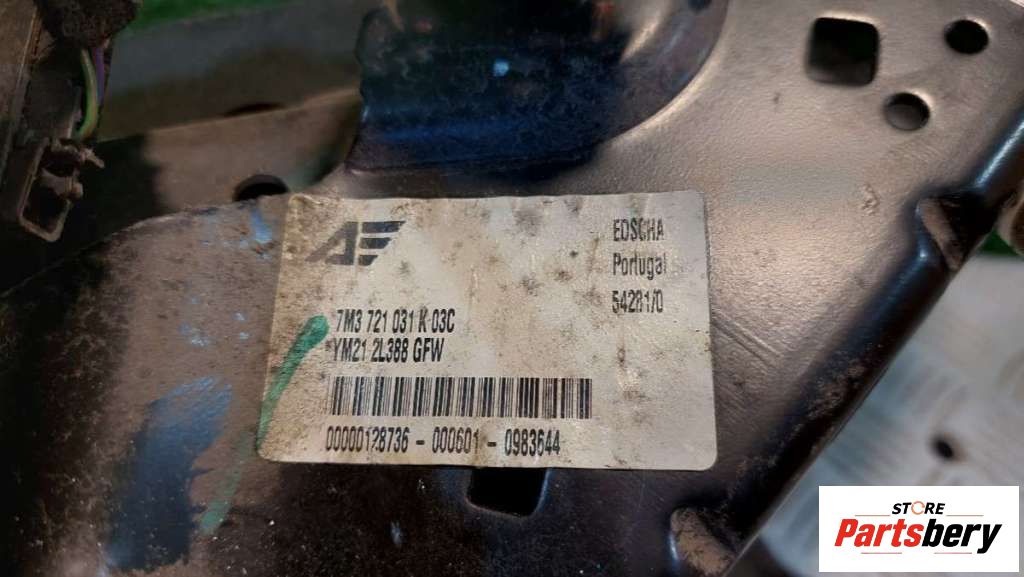 AE
EDSCHA
Portugal
54281/0
7M3 721 031 K 03C
YM21 2L388 GFW
00000128736 - 000601 - 0983644
STORE
Partsbery